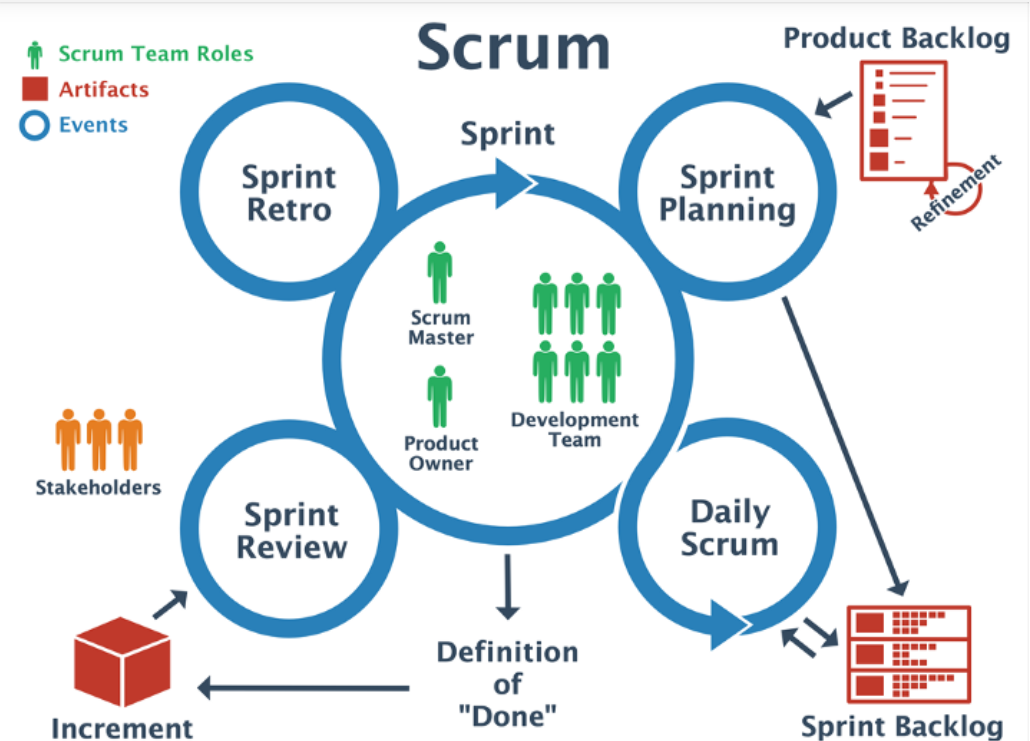 Scrum
Scrum Team Roles
Artifacts
Events
Product Backlog
Refinement
Sprint
Sprint
Retro
Sprint
Planning
Scrum
Master
Product
Owner
Development
Team
Stakeholders
Sprint
Review
Daily
Scrum
Definition
of
"Done"
Increment
Sprint Backlog